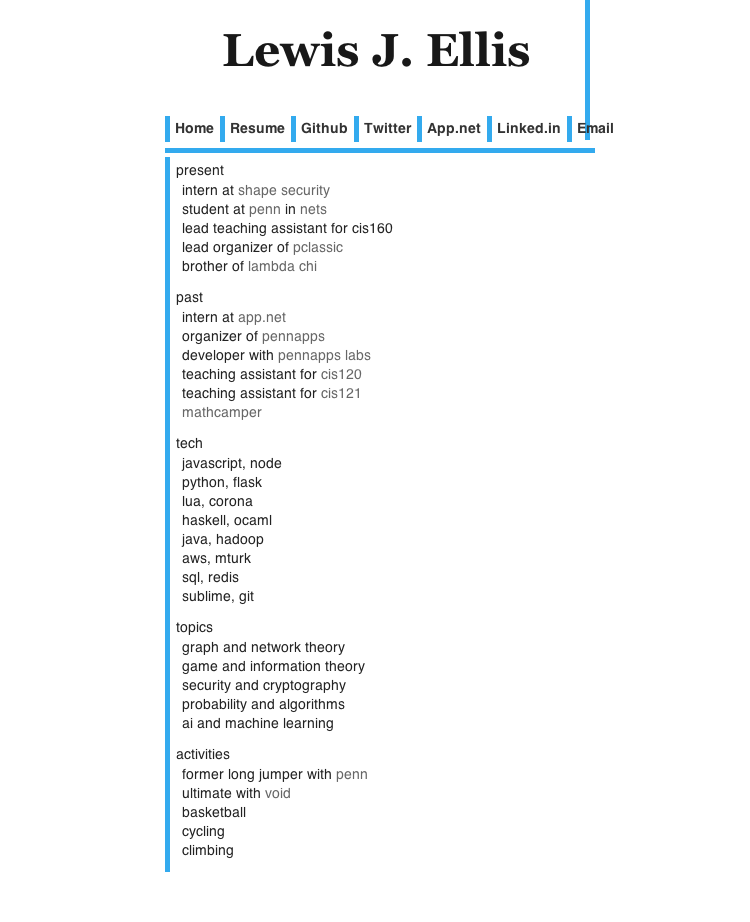 Lewis J. Ellis
Home Resume Github Twitter App.net Linked.in Email
present
intern at shape security
student at penn in nets
lead teaching assistant for cis160
lead organizer of pclassic
brother of lambda chi
past
intern at app.net
organizer of pennapps
developer with pennapps labs
teaching assistant for cis120
teaching assistant for cis121
mathcamper
tech
javascript, node
python, flask
lua, corona
haskell, ocaml
java, hadoop
aws, mturk
sql, redis
sublime, git
topics
graph and network theory
game and information theory
security and cryptography
probability and algorithms
ai and machine learning
activities
former long jumper with penn
ultimate with void
basketball
cycling
climbing